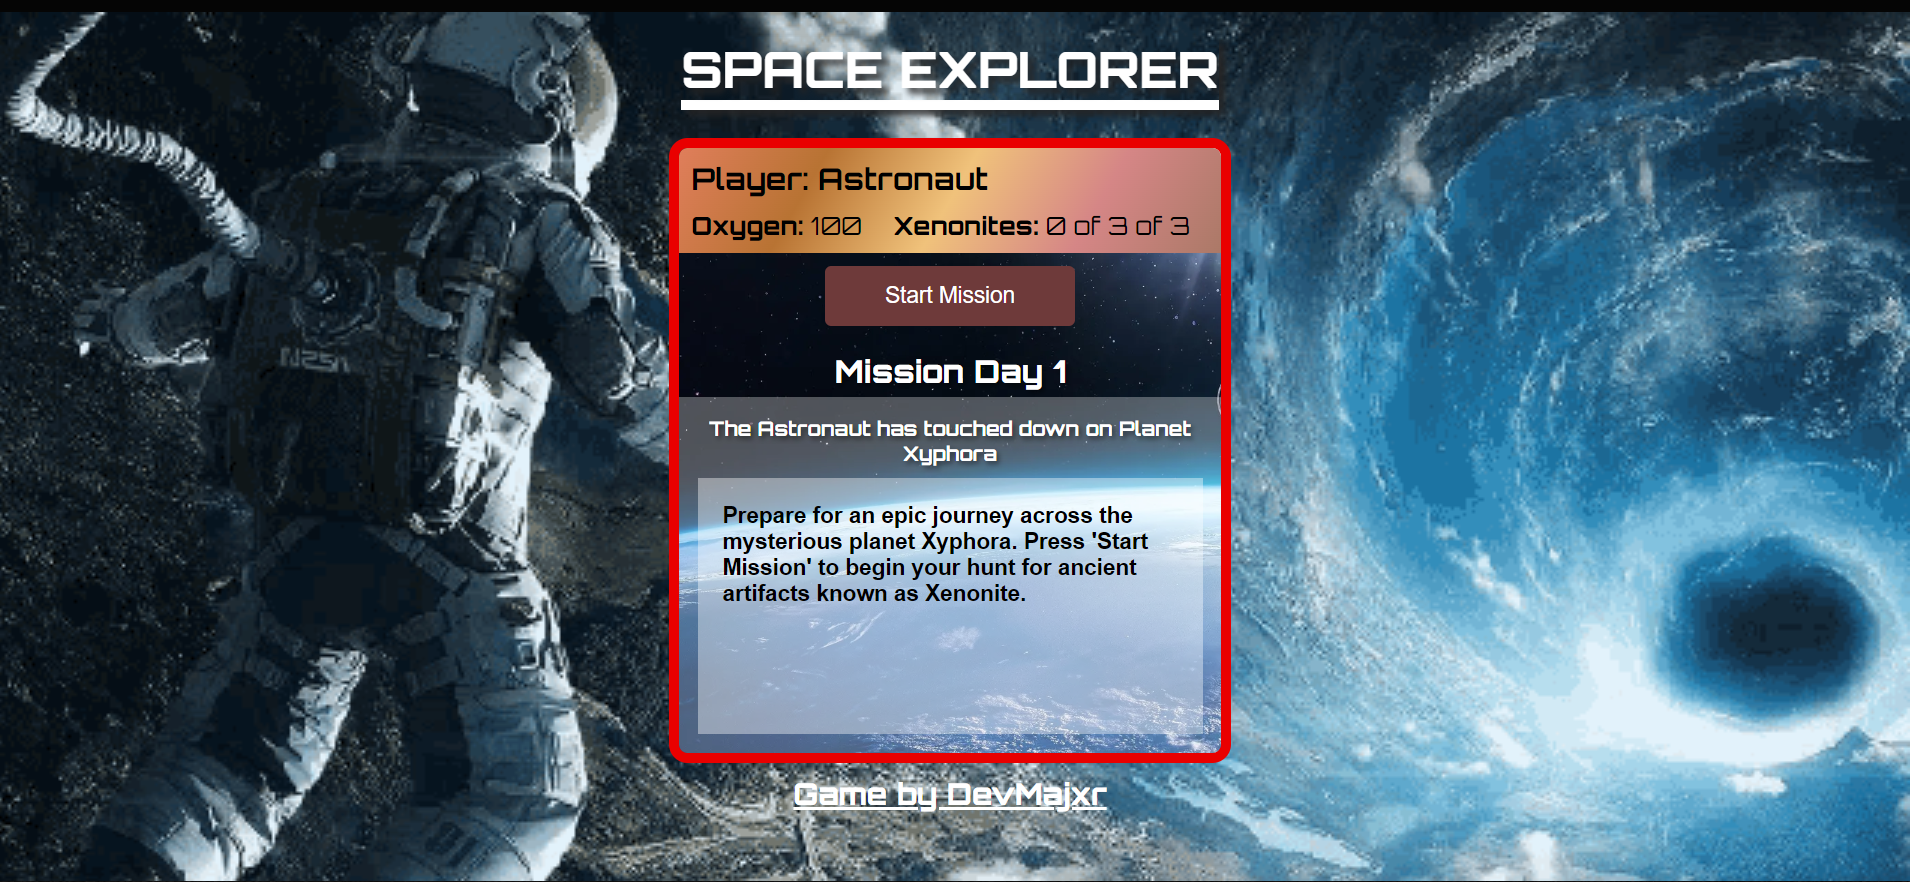 SPACE EXPLORER
Player: Astronaut
Oxygen: 100 Xenonites: 0 of 3 of 3
Start Mission
Mission Day 1
The Astronaut has touched down on Planet
Xyphora
Prepare for an epic journey across the
mysterious planet Xyphora. Press 'Start
Mission' to begin your hunt for ancient
artifacts known as Xenonite.
Game by DevMajxr